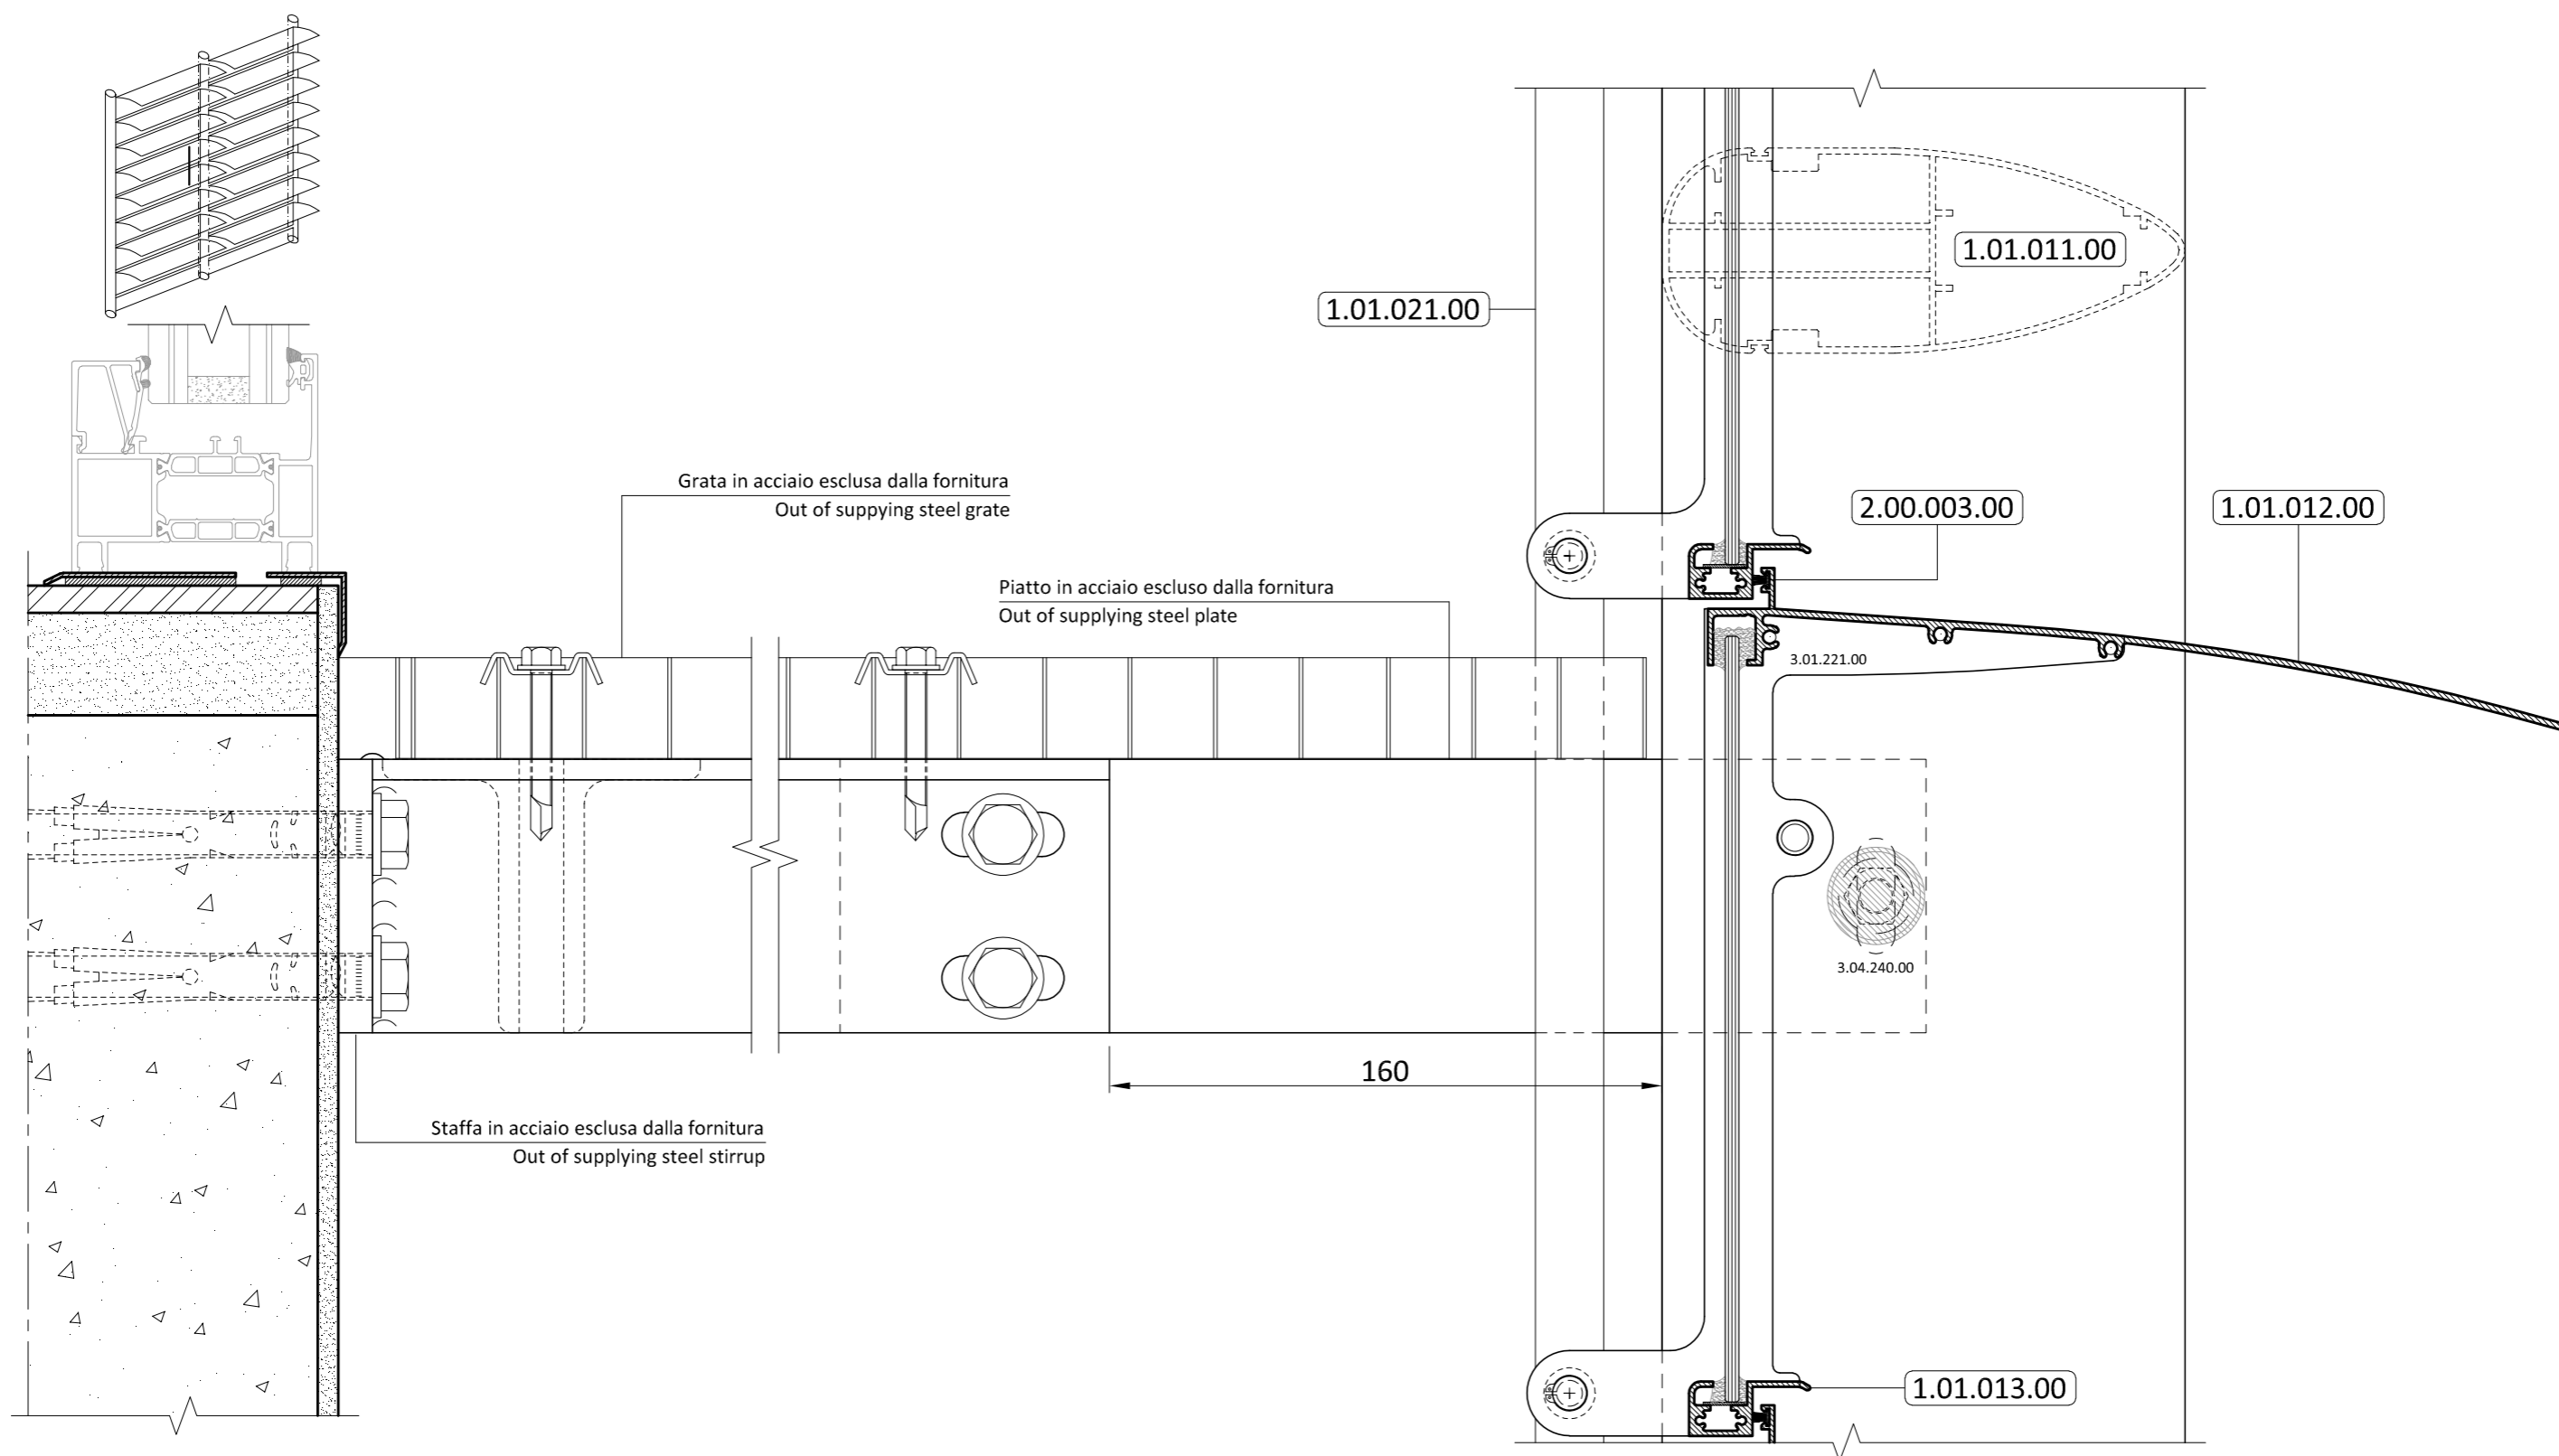 1.01.011.00
1.01.021.00
Grata in acciaio esclusa dalla fornitura
Out of suppying steel grate
2.00.003.00
1.01.012.00
Piatto in acciaio escluso dalla fornitura
Out of supplying steel plate
3.01.221.00
3.04.240.00
160
Staffa in acciaio esclusa dalla fornitura
Out of supplying steel stirrup
1.01.013.00